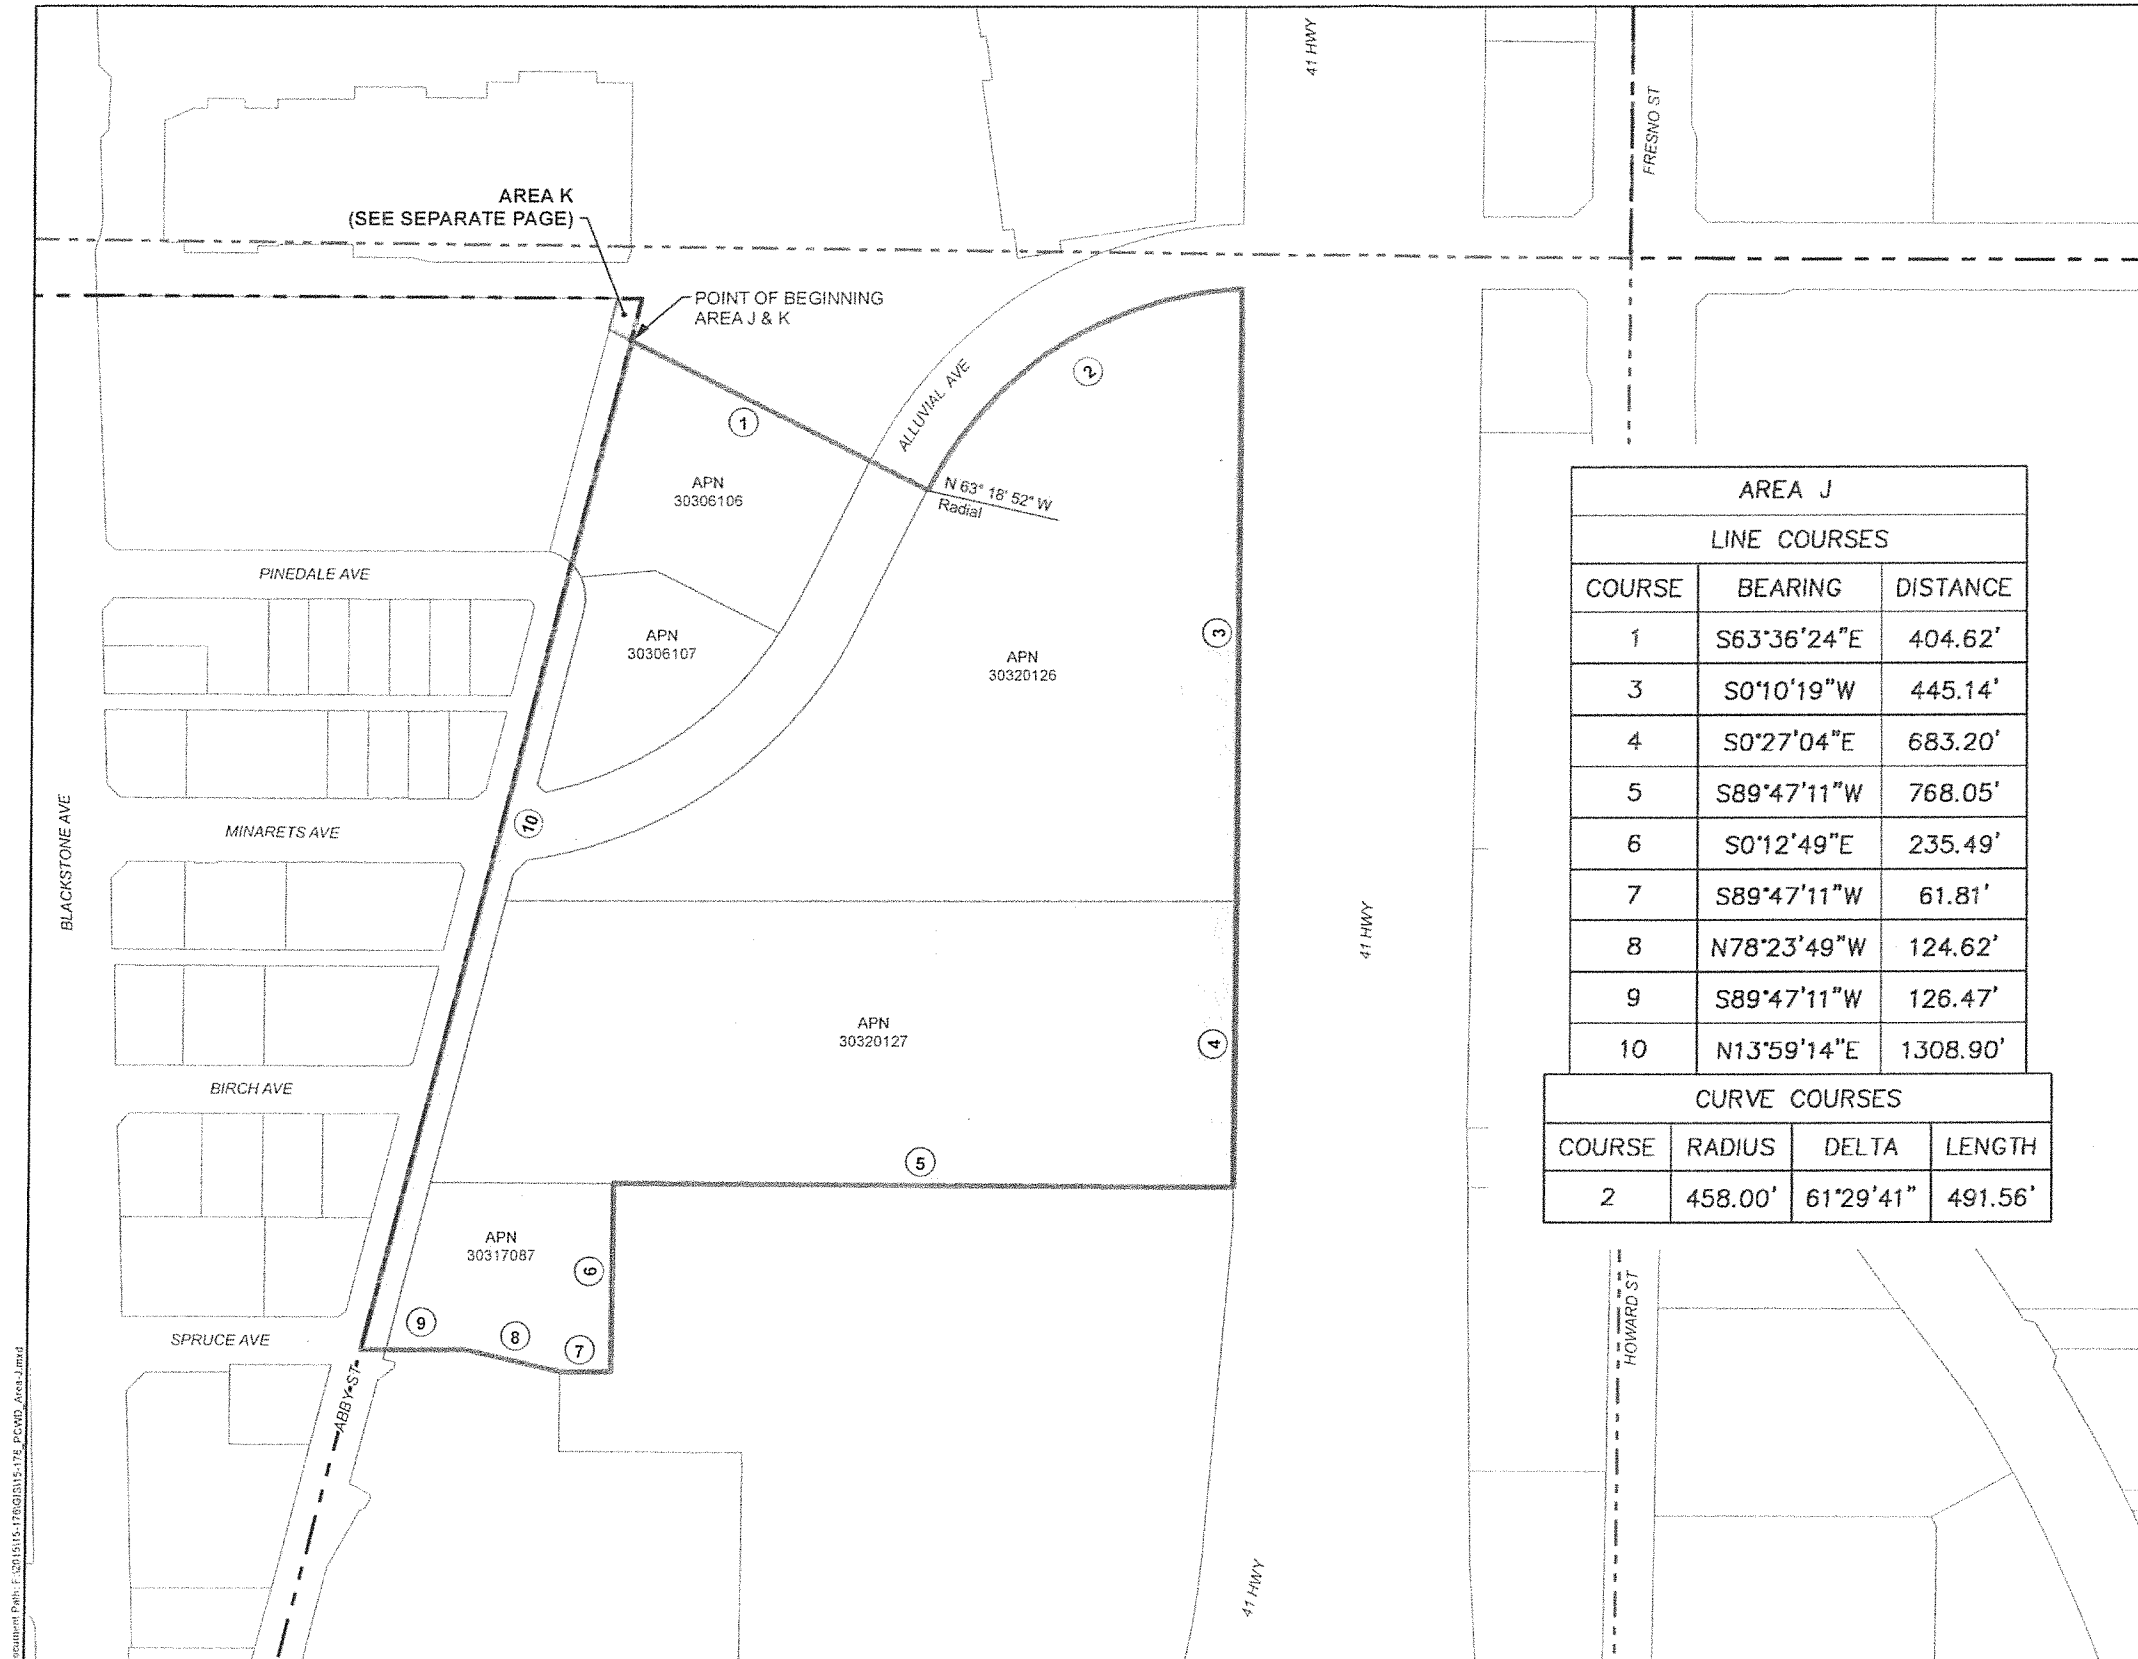 41 HWY
FRESNO ST
AREA K
(SEE SEPARATE PAGE)
POINT OF BEGINNING
AREA J & K
ALLUVIAL AVE
2
1
APN
30306106
N 63° 18' 52" W
Radial
PINEDALE AVE
APN
30306107
APN
30320126
3
BLACKSTONE AVE
MINARETS AVE
10
41 HWY
APN
30320127
4
BIRCH AVE
5
APN
30317087
6
9
8
7
SPRUCE AVE
ABBY ST
HOWARD ST
41 HWY
AREA J
LINE COURSES
COURSE BEARING DISTANCE
1 S63°36'24"E 404.62'
3 S0°10'19"W 445.14'
4 S0°27'04"E 683.20'
5 S89°47'11"W 768.05'
6 S0°12'49"E 235.49'
7 S89°47'11"W 61.81'
8 N78°23'49"W 124.62'
9 S89°47'11"W 126.47'
10 N13°59'14"E 1308.90'
CURVE COURSES
COURSE RADIUS DELTA LENGTH
2 458.00' 61°29'41" 491.56'